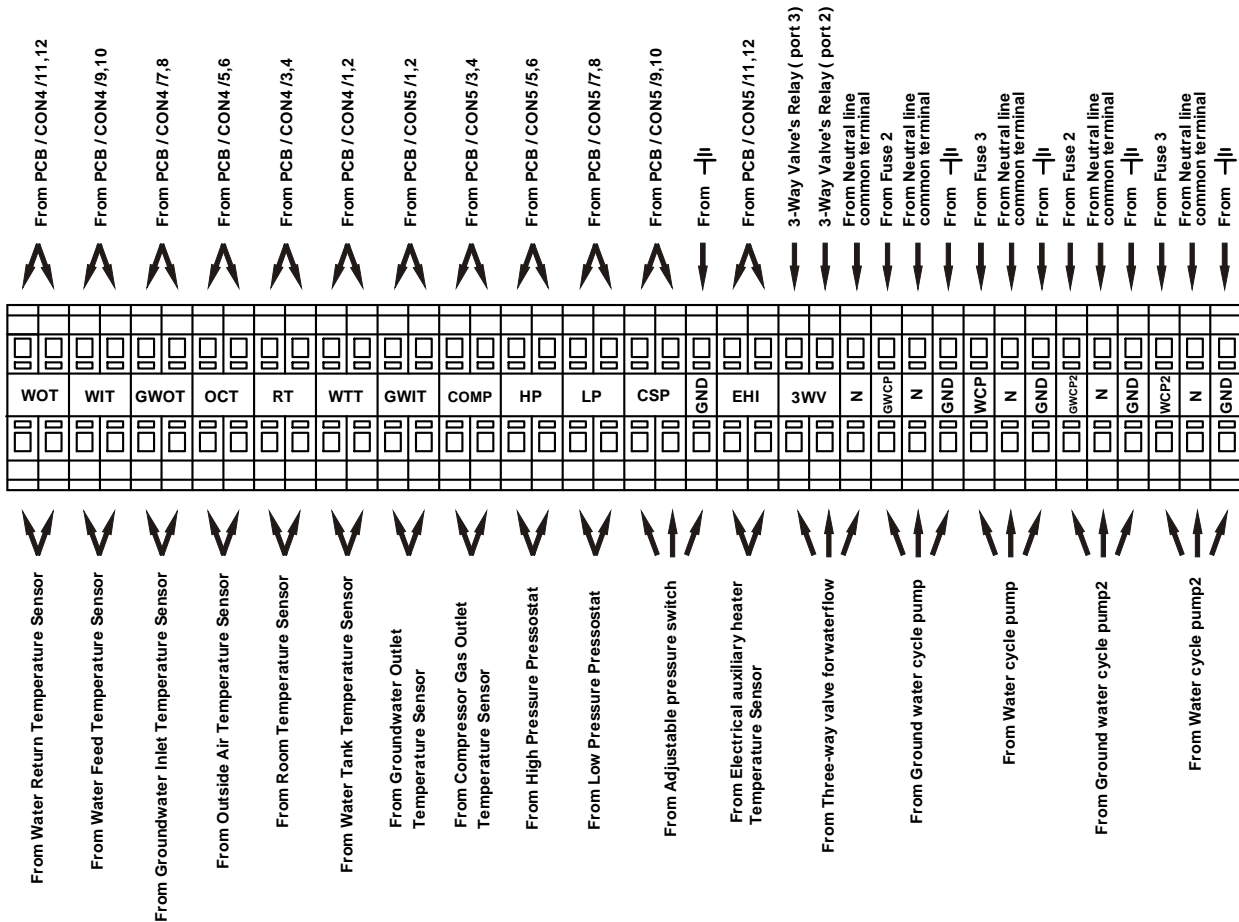 From PCB / CON4 /11,12
From PCB / CON4 /9,10
From PCB / CON4 /7,8
From PCB / CON4 /5,6
From PCB / CON4 /3,4
From PCB / CON4 /1,2
From PCB / CON5 /1,2
From PCB / CON5 /3,4
From PCB / CON5 /5,6
From PCB / CON5 /7,8
From PCB / CON5 /9,10
From
From PCB / CON5 /11,12
3-Way Valve's Relay ( port 3)
3-Way Valve's Relay ( port 2)
From Neutral line
common terminal
From Fuse 2
From Neutral line
common terminal
From
From Fuse 3
From Neutral line
common terminal
From
From Fuse 2
From Neutral line
common terminal
From
From Fuse 3
From Neutral line
common terminal
From
WOT WIT GWOT OCT RT WTT GWIT COMP HP LP CSP GND EHI 3WV N GWCP N GND WCP N GND GWCP2 N GND WCP2 N GND
From Water Return Temperature Sensor
From Water Feed Temperature Sensor
From Groundwater Inlet Temperature Sensor
From Outside Air Temperature Sensor
From Room Temperature Sensor
From Water Tank Temperature Sensor
From Groundwater Outlet
Temperature Sensor
From Compressor Gas Outlet
Temperature Sensor
From High Pressure Pressostat
From Low Pressure Pressostat
From Adjustable pressure switch
From Electrical auxiliary heater
Temperature Sensor
From Three-way valve forwaterflow
From Ground water cycle pump
From Water cycle pump
From Ground water cycle pump2
From Water cycle pump2